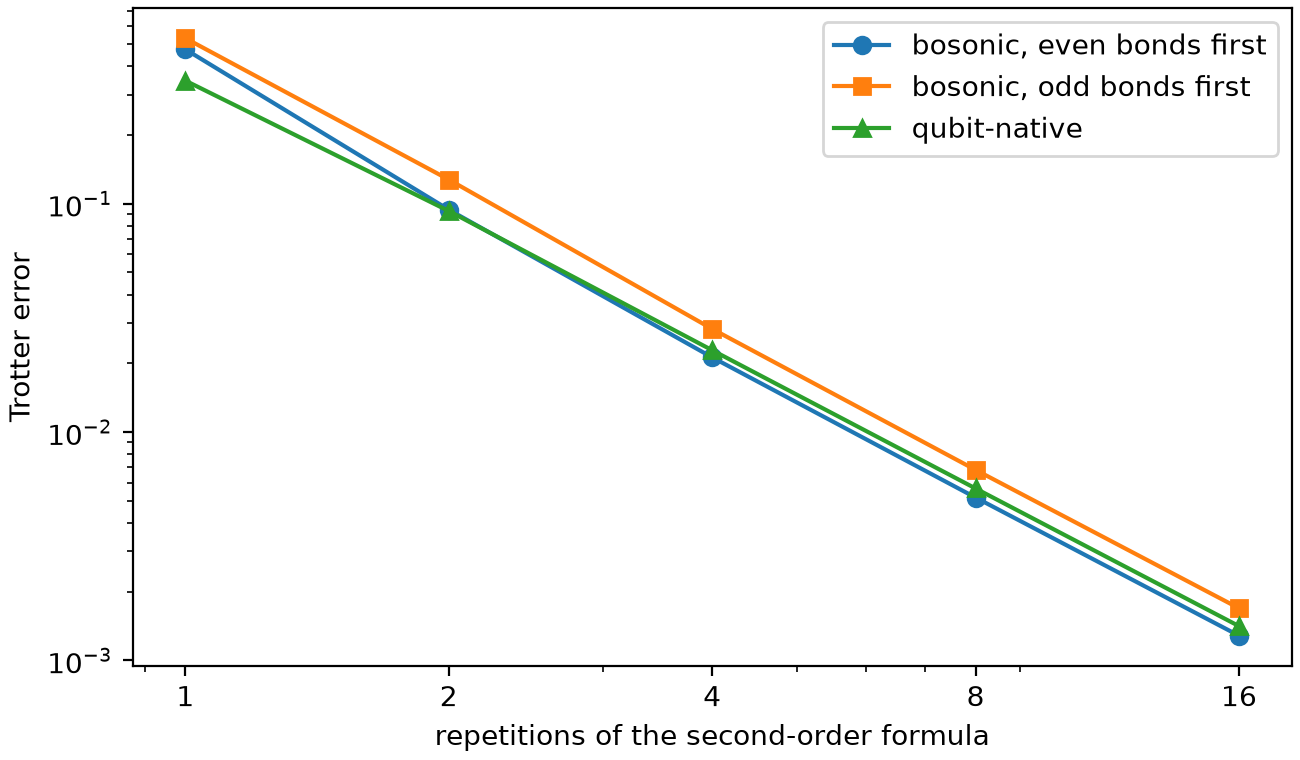 bosonic, even bonds first
bosonic, odd bonds first
qubit-native
Trotter error
10⁻¹
10⁻²
10⁻³
1 2 4 8 16
repetitions of the second-order formula